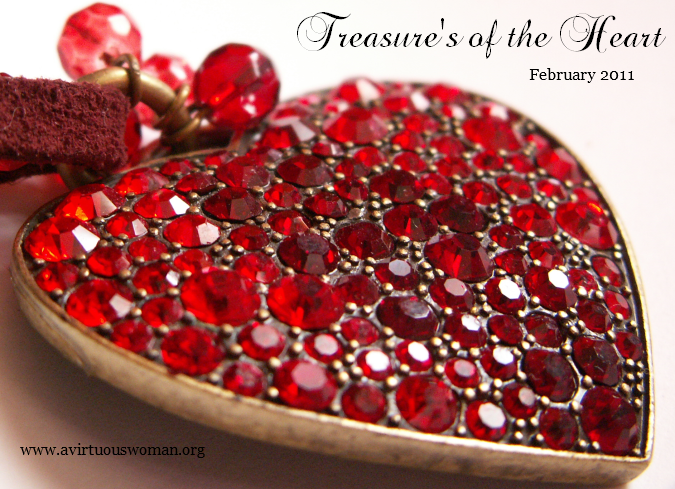 Treasure's of the Heart
February 2011
www.avirtuouswoman.org